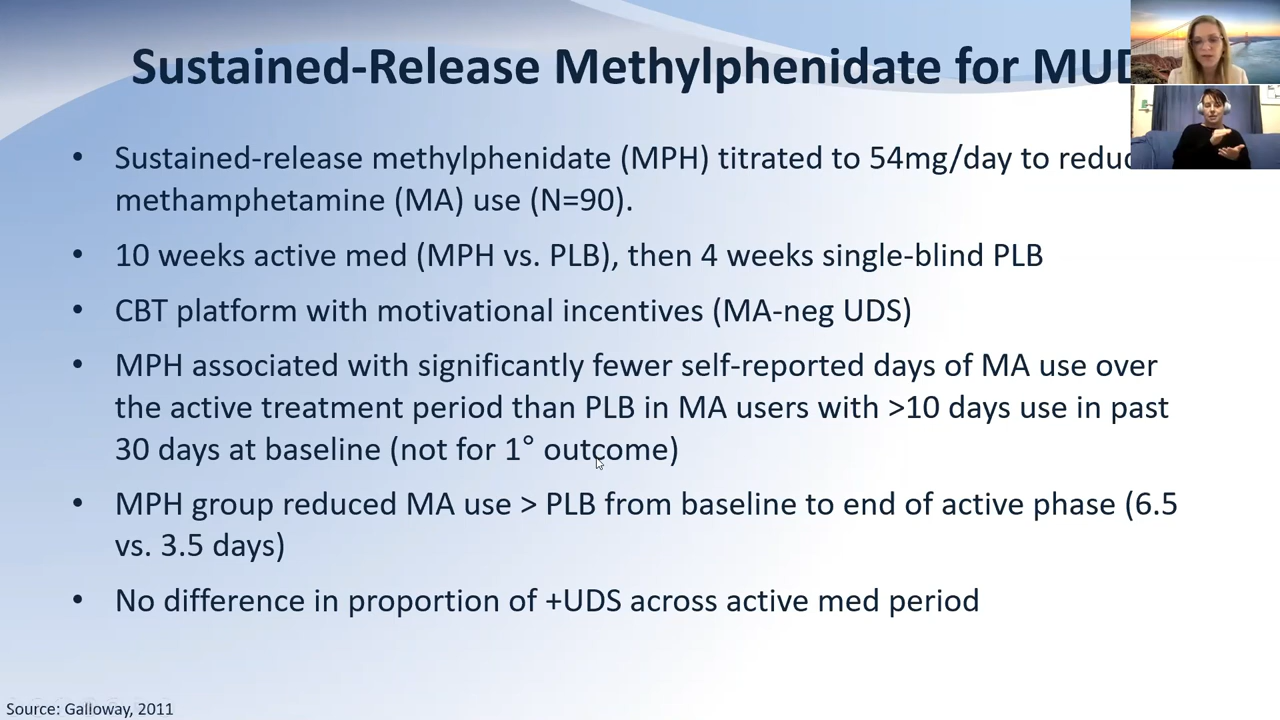 Sustained-Release Methylphenidate for MUD
• Sustained-release methylphenidate (MPH) titrated to 54mg/day to reduc
methamphetamine (MA) use (N=90).
• 10 weeks active med (MPH vs. PLB), then 4 weeks single-blind PLB
• CBT platform with motivational incentives (MA-neg UDS)
• MPH associated with significantly fewer self-reported days of MA use over
the active treatment period than PLB in MA users with >10 days use in past
30 days at baseline (not for 1° outcome)
• MPH group reduced MA use > PLB from baseline to end of active phase (6.5
vs. 3.5 days)
• No difference in proportion of +UDS across active med period
Source: Galloway, 2011